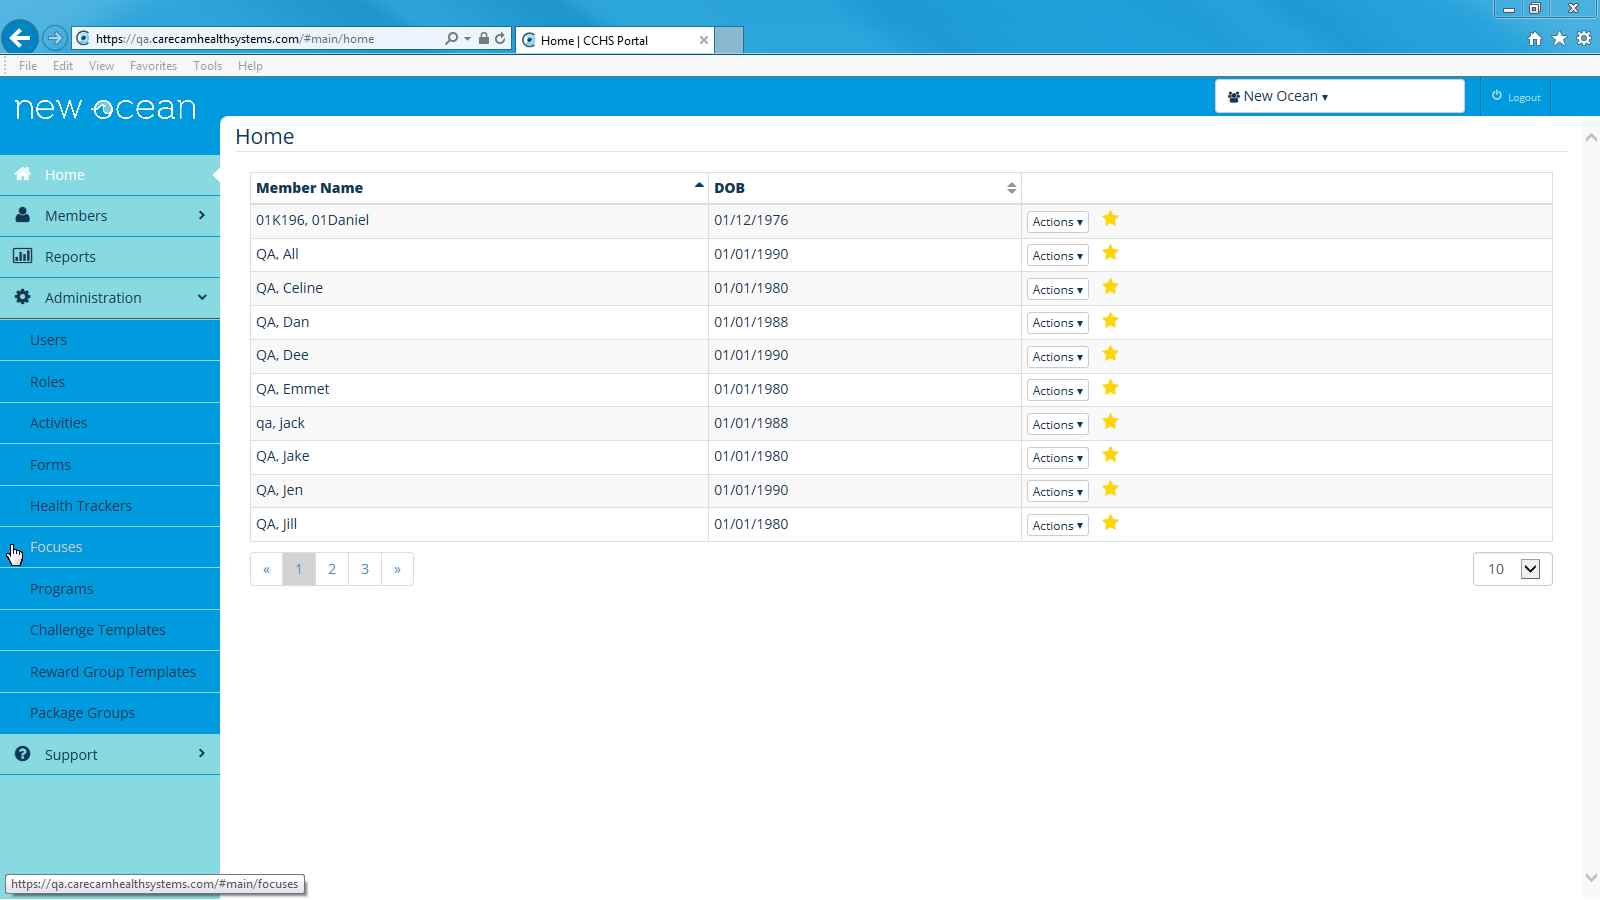 https://qa.carecamhealthsystems.com/#main/home
Home | CCHS Portal
File Edit View Favorites Tools Help
new ocean
New Ocean ▾
Logout
Home
Members
Reports
Administration
Users
Roles
Activities
Forms
Health Trackers
Focuses
Programs
Challenge Templates
Reward Group Templates
Package Groups
Support
Home
Member Name DOB
01K196, 01Daniel 01/12/1976 Actions ▾
QA, All 01/01/1990 Actions ▾
QA, Celine 01/01/1980 Actions ▾
QA, Dan 01/01/1988 Actions ▾
QA, Dee 01/01/1990 Actions ▾
QA, Emmet 01/01/1980 Actions ▾
qa, jack 01/01/1988 Actions ▾
QA, Jake 01/01/1980 Actions ▾
QA, Jen 01/01/1990 Actions ▾
QA, Jill 01/01/1980 Actions ▾
« 1 2 3 »
10
https://qa.carecamhealthsystems.com/#main/focuses